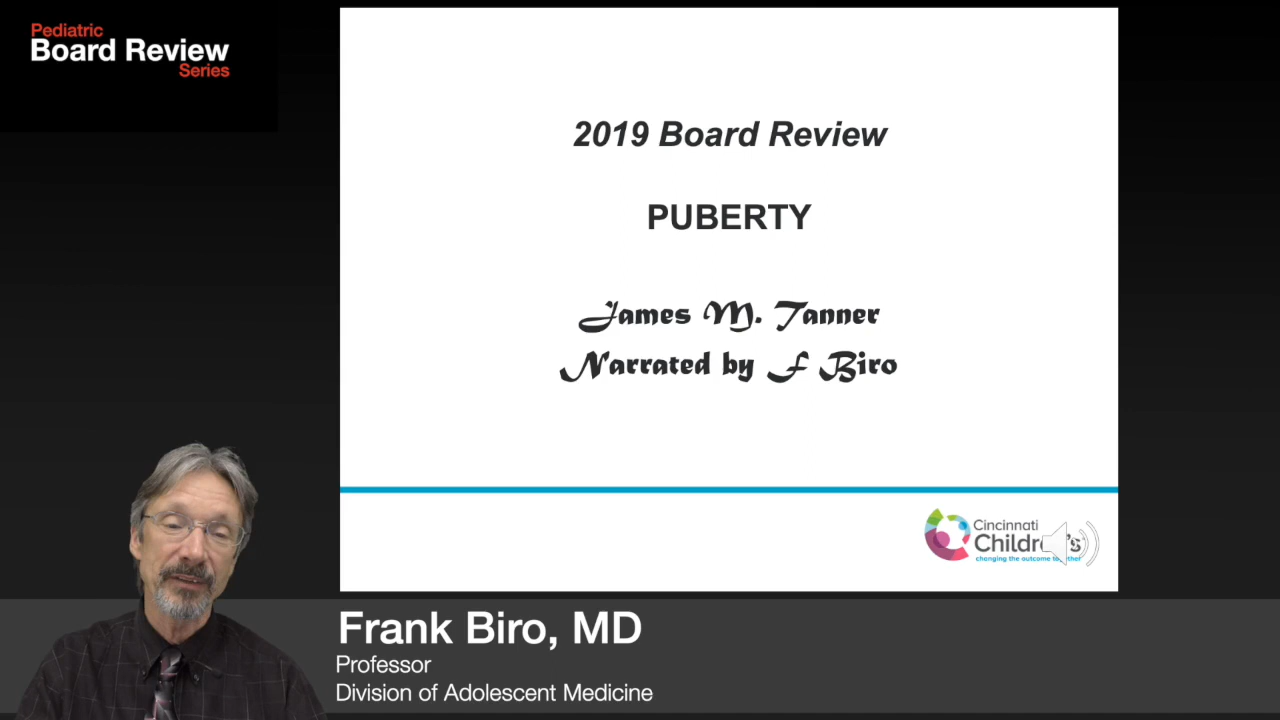 Pediatric
Board Review
Series
2019 Board Review
PUBERTY
James M. Tanner
Narrated by F Biro
Cincinnati
changing the outcome
Frank Biro, MD
Professor
Division of Adolescent Medicine